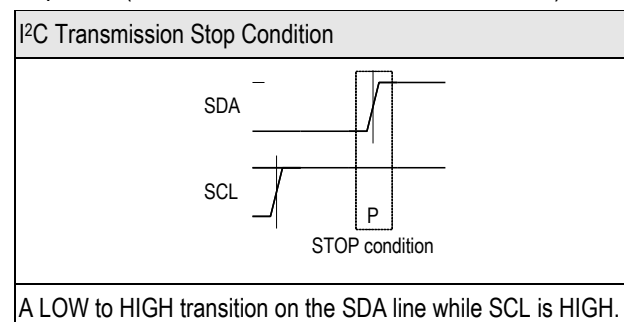 I²C Transmission Stop Condition
SDA
SCL
P
STOP condition
A LOW to HIGH transition on the SDA line while SCL is HIGH.